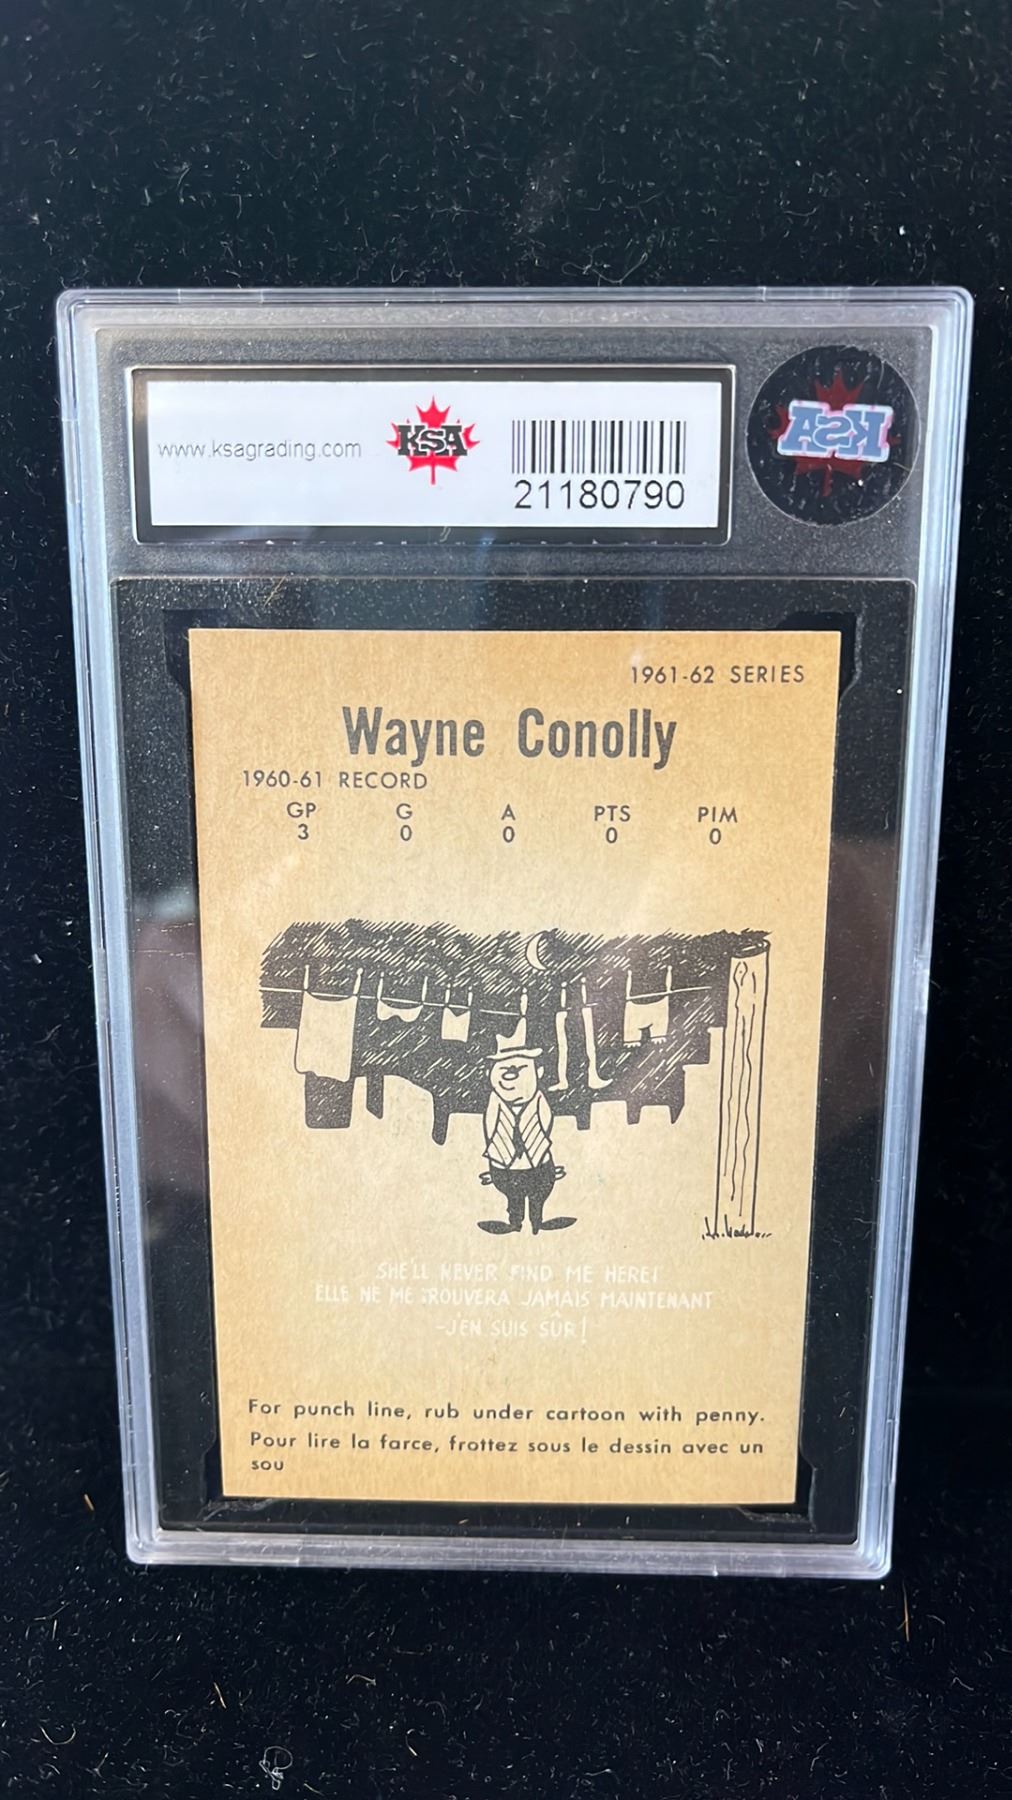 www.ksagrading.com
KSA
21180790
KSA
1961-62 SERIES
Wayne Conolly
1960-61 RECORD
GP G A PTS PIM
3 0 0 0 0
SHE'LL NEVER FIND ME HERE!
ELLE NE ME TROUVERA JAMAIS MAINTENANT
-J'EN SUIS SÛR!
For punch line, rub under cartoon with penny.
Pour lire la farce, frottez sous le dessin avec un
sou